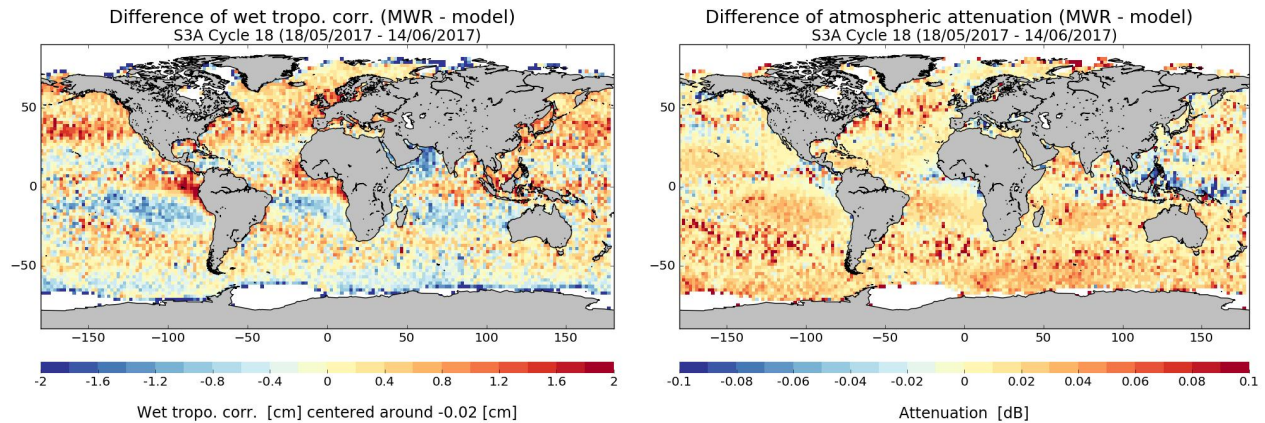 Difference of wet tropo. corr. (MWR - model)
S3A Cycle 18 (18/05/2017 - 14/06/2017)
50
0
−50
−150 −100 −50 0 50 100 150
-2 -1.6 -1.2 -0.8 -0.4 0 0.4 0.8 1.2 1.6 2
Wet tropo. corr. [cm] centered around -0.02 [cm]
Difference of atmospheric attenuation (MWR - model)
S3A Cycle 18 (18/05/2017 - 14/06/2017)
50
0
−50
−150 −100 −50 0 50 100 150
-0.1 -0.08 -0.06 -0.04 -0.02 0 0.02 0.04 0.06 0.08 0.1
Attenuation [dB]